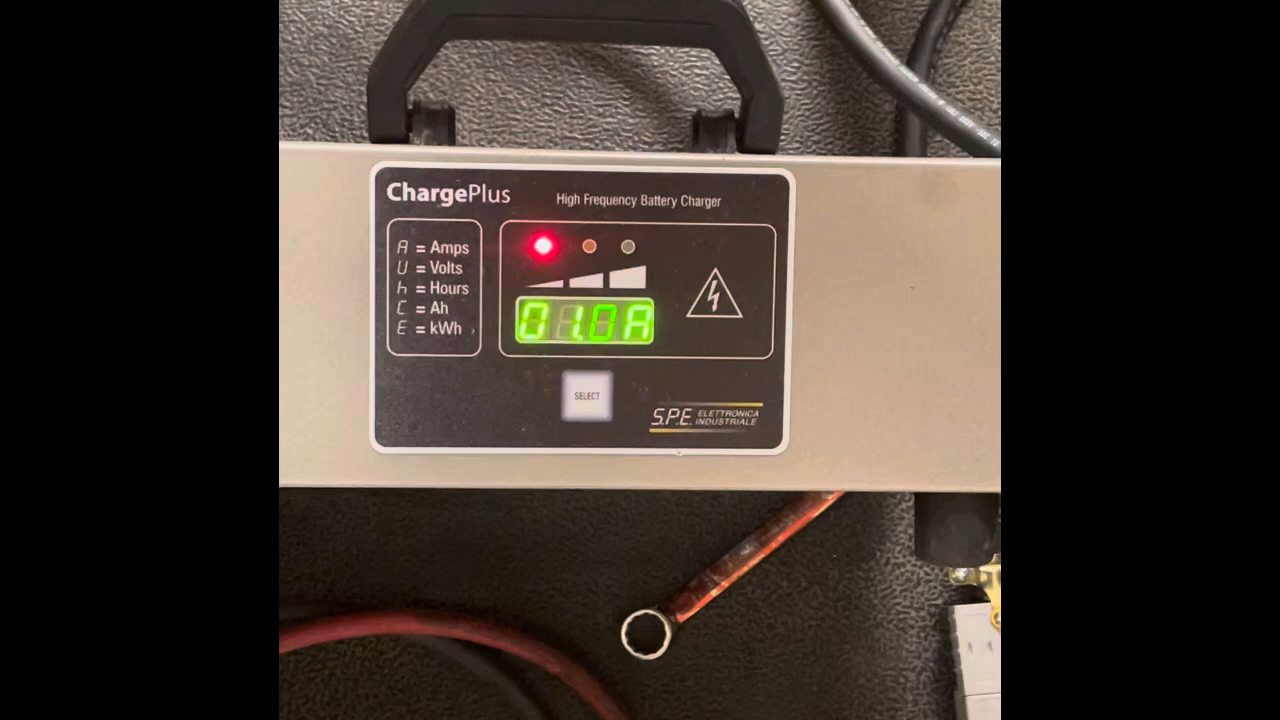 ChargePlus
High Frequency Battery Charger
A = Amps
U = Volts
h = Hours
C = Ah
E = kWh
01.0A
SELECT
S.P.E. ELETTRONICA
INDUSTRIALE